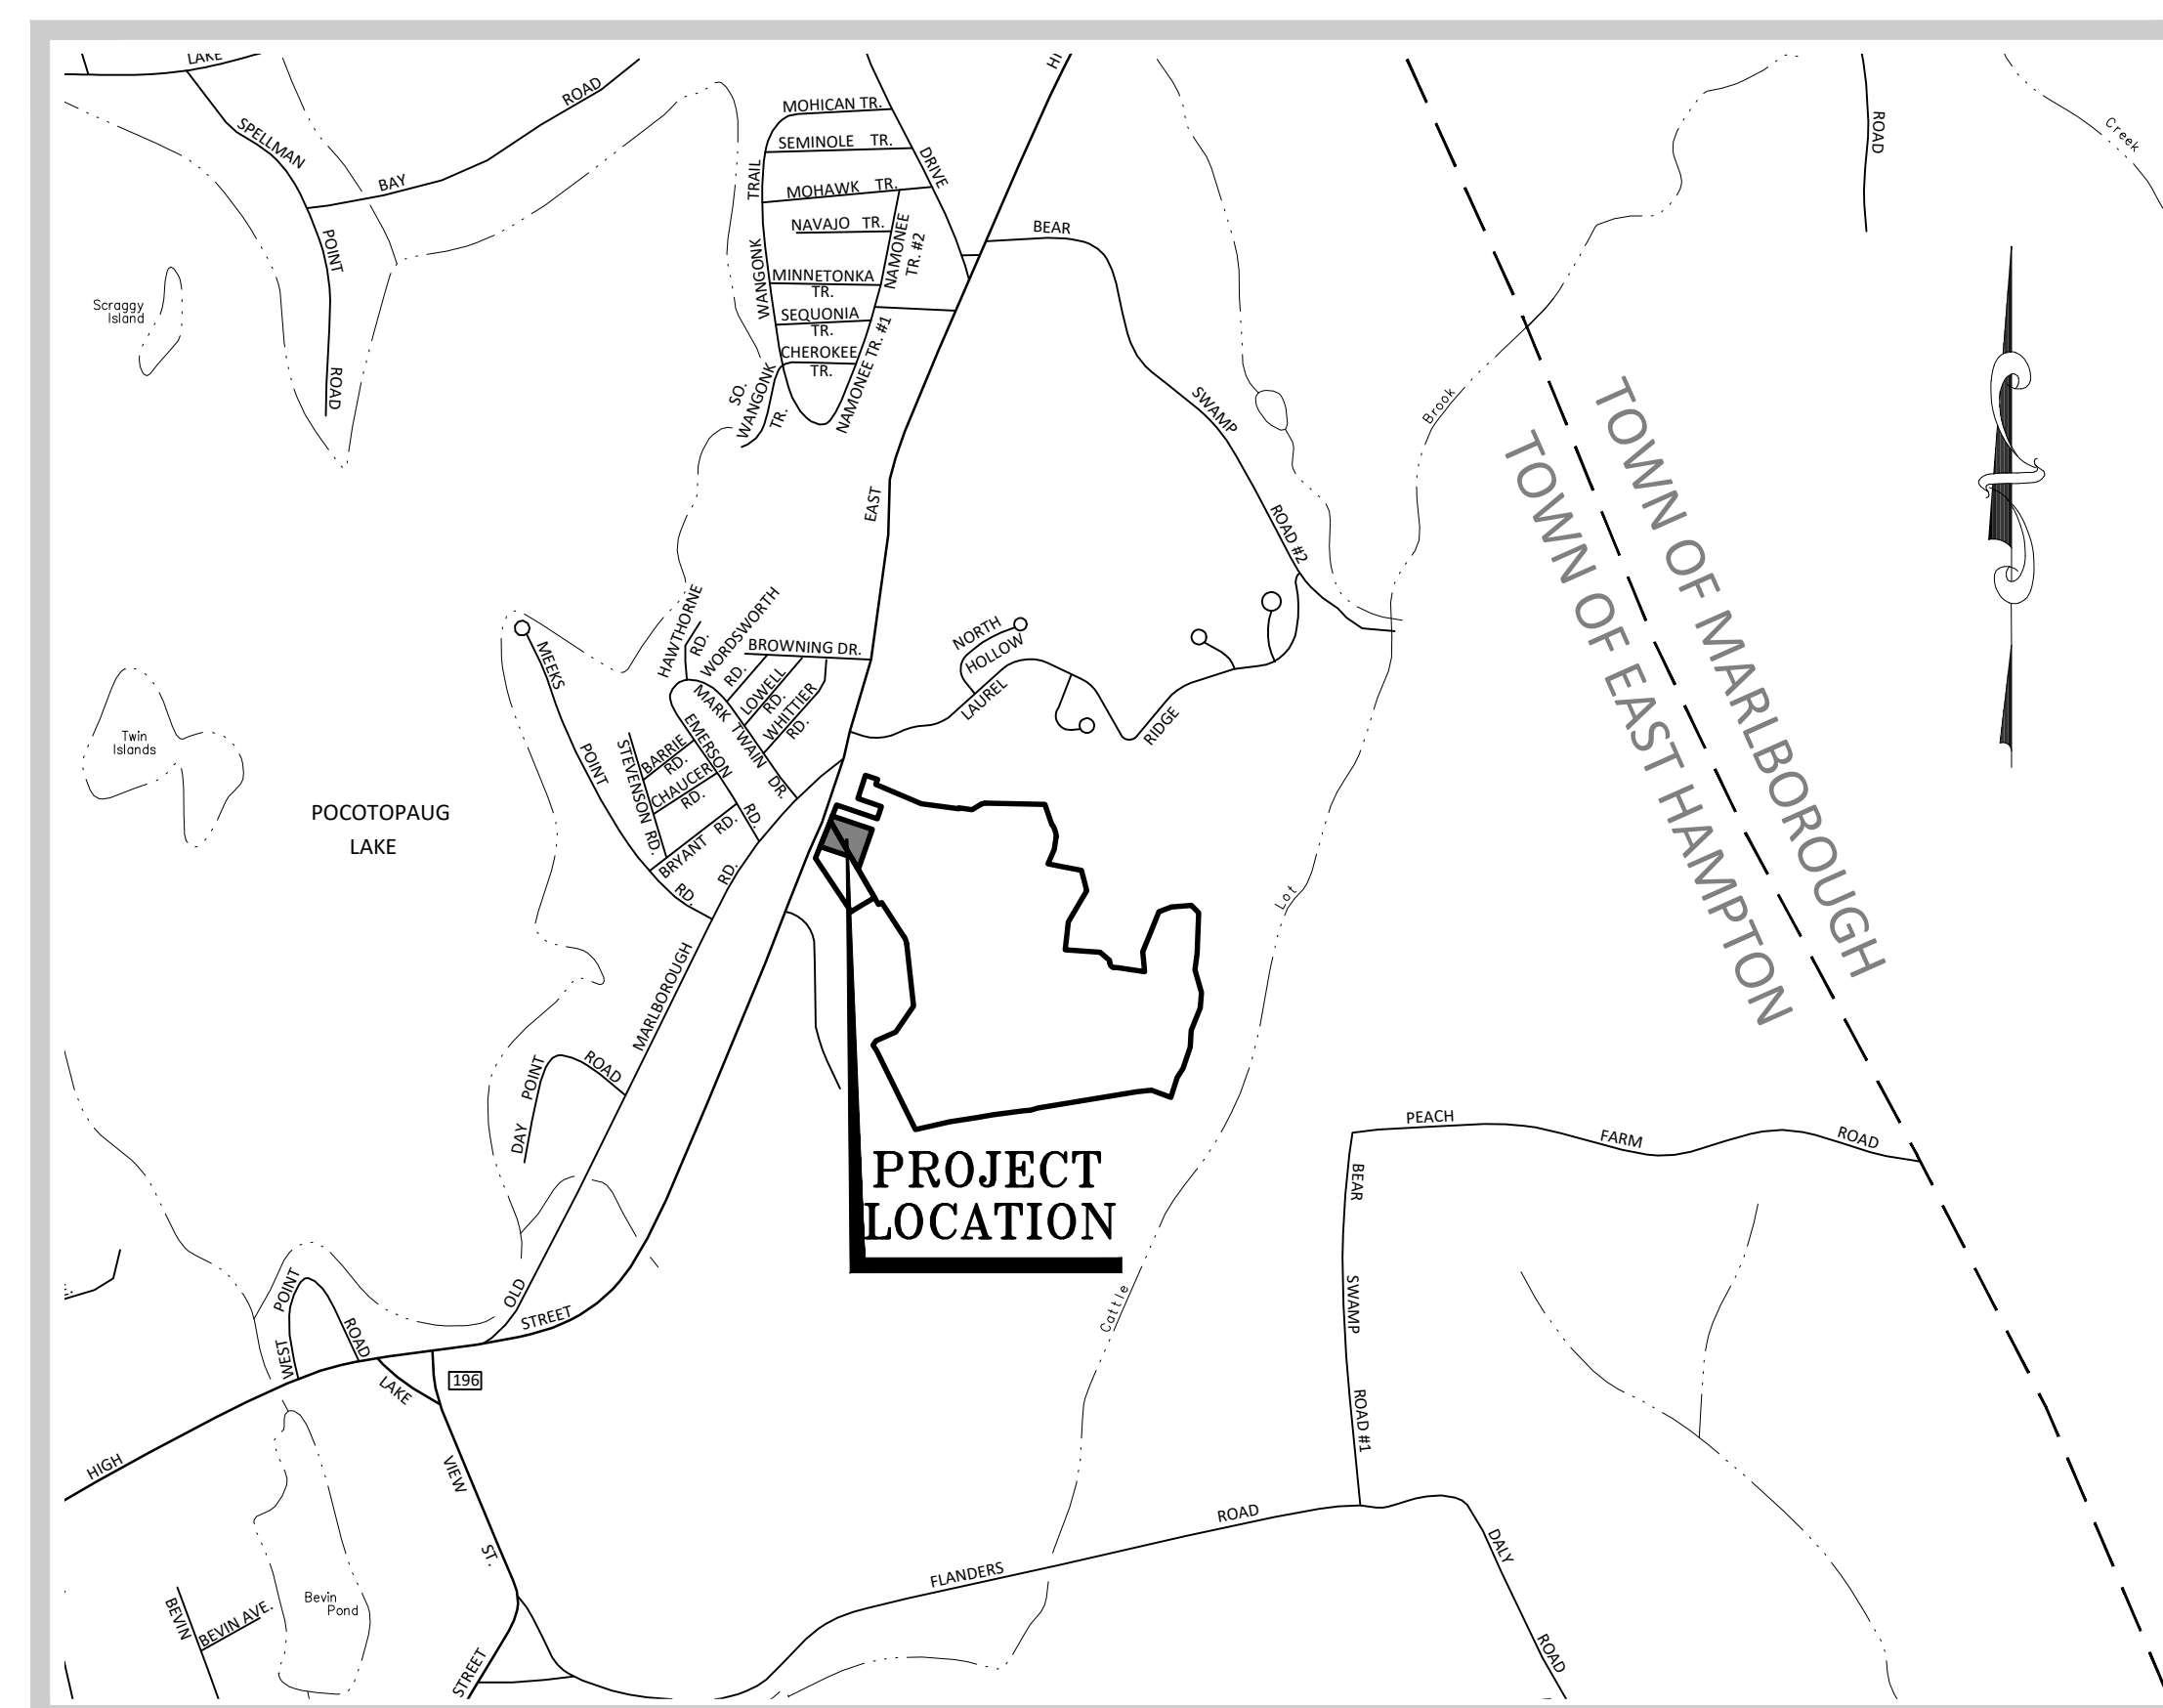 LAKE
SPELLMAN
POINT
ROAD
BAY
ROAD
MOHICAN TR.
SEMINOLE TR.
MOHAWK TR.
NAVAJO TR.
MINNETONKA
TR.
SEQUONIA
TR.
CHEROKEE
TR.
WANGONK
TRAIL
SO.
WANGONK
TR.
NAMONEE
TR. #2
NAMONEE TR. #1
DRIVE
HI
BEAR
SWAMP
ROAD #2
EAST
ROAD
Creek
Brook
Scraggy
Island
TOWN OF MARLBOROUGH
TOWN OF EAST HAMPTON
HAWTHORNE
RD.
WORDSWORTH
RD.
BROWNING DR.
LOWELL
RD.
WHITTIER
RD.
MARK TWAIN DR.
EMERSON
RD.
STEVENSON RD.
BARRIE
RD.
CHAUCER
RD.
BRYANT RD.
MEEKS
POINT
RD.
NORTH
HOLLOW
LAUREL
RIDGE
Twin
Islands
POCOTOPAUG
LAKE
Lot
Cattle
OLD
MARLBOROUGH
RD.
DAY
POINT
ROAD
PROJECT
LOCATION
PEACH
FARM
ROAD
BEAR
SWAMP
ROAD #1
WEST
POINT
ROAD
HIGH
STREET
196
LAKE
VIEW
ST.
STREET
FLANDERS
ROAD
DALY
ROAD
Bevin
Pond
BEVIN
BEVIN AVE.